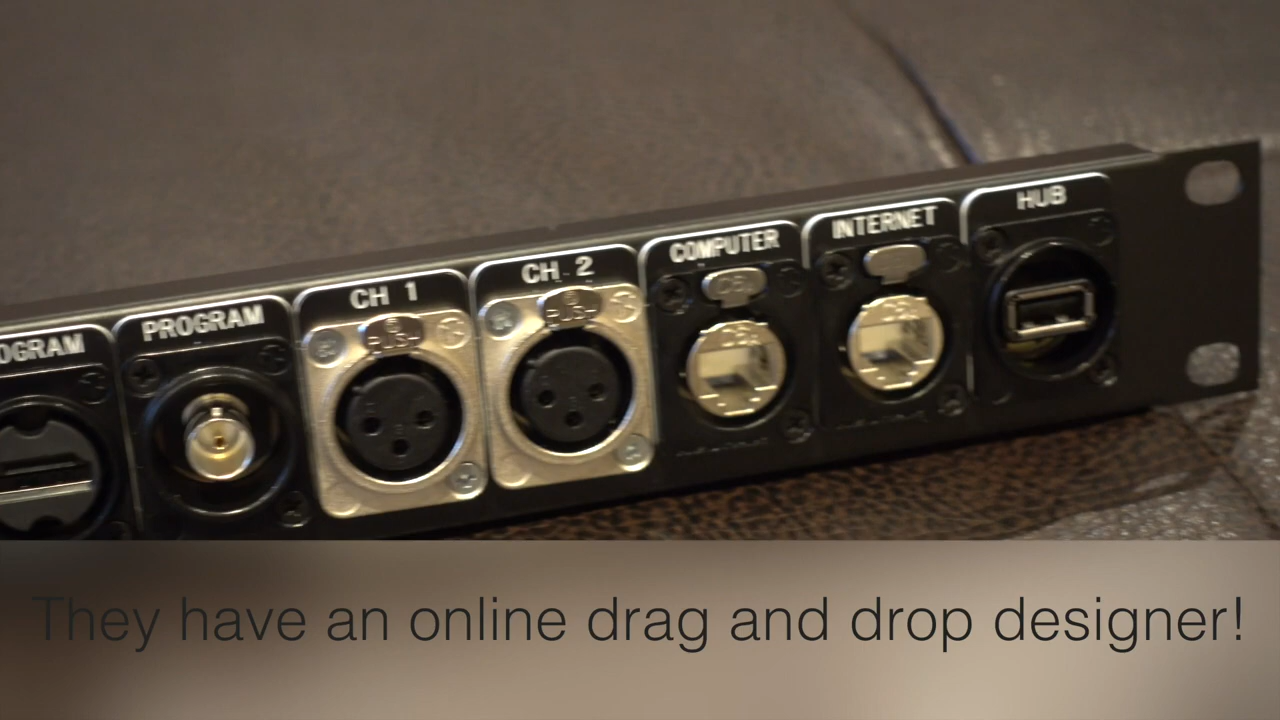 OGRAM
PROGRAM
CH 1
CH 2
COMPUTER
INTERNET
HUB
PUSH
PUSH
They have an online drag and drop designer!